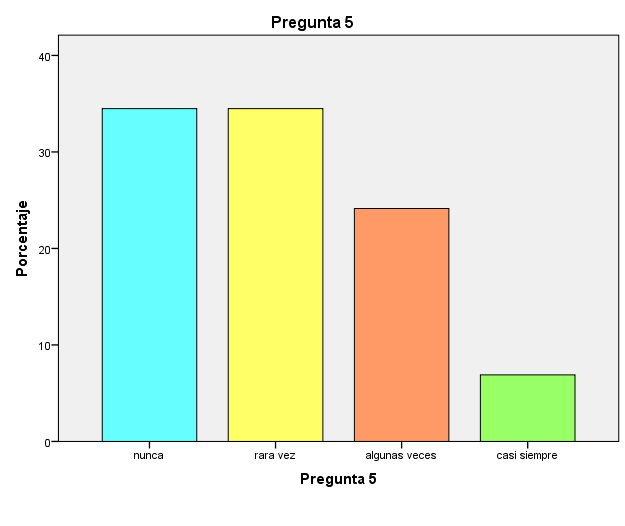 Pregunta 5
Porcentaje
40
30
20
10
0
nunca rara vez algunas veces casi siempre
Pregunta 5